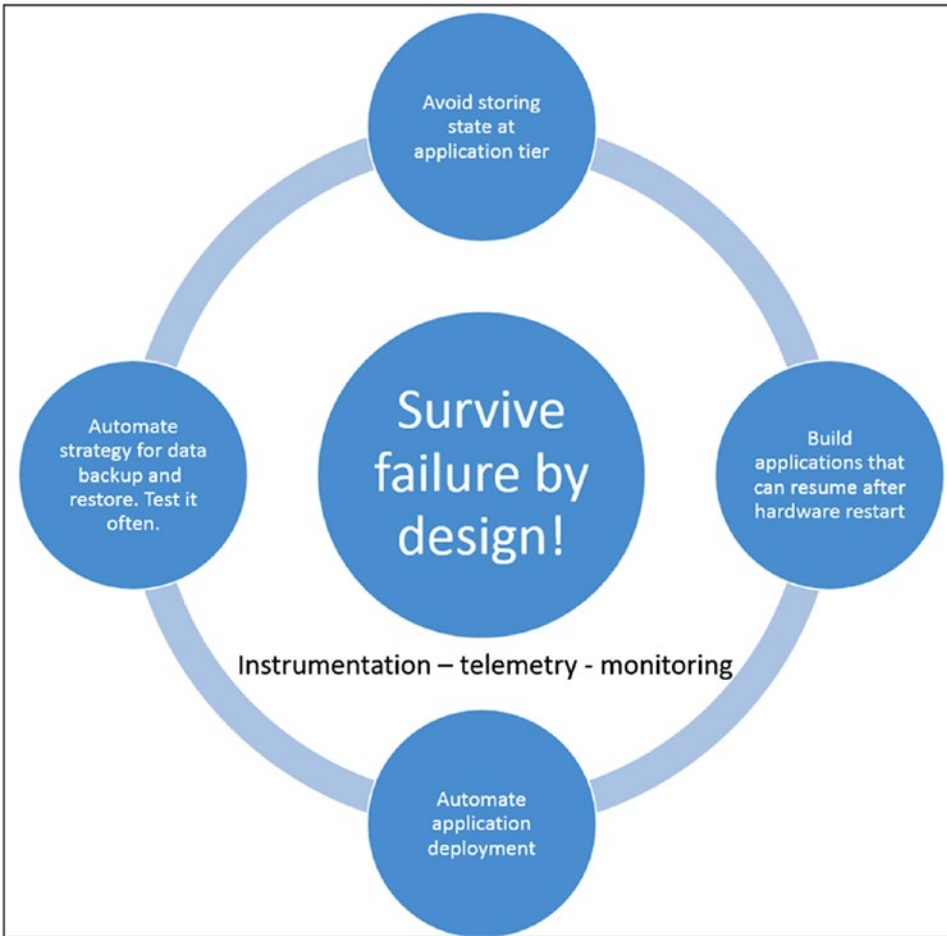 Avoid storing
state at
application tier
Automate
strategy for data
backup and
restore. Test it
often.
Survive
failure by
design!
Build
applications that
can resume after
hardware restart
Instrumentation – telemetry - monitoring
Automate
application
deployment